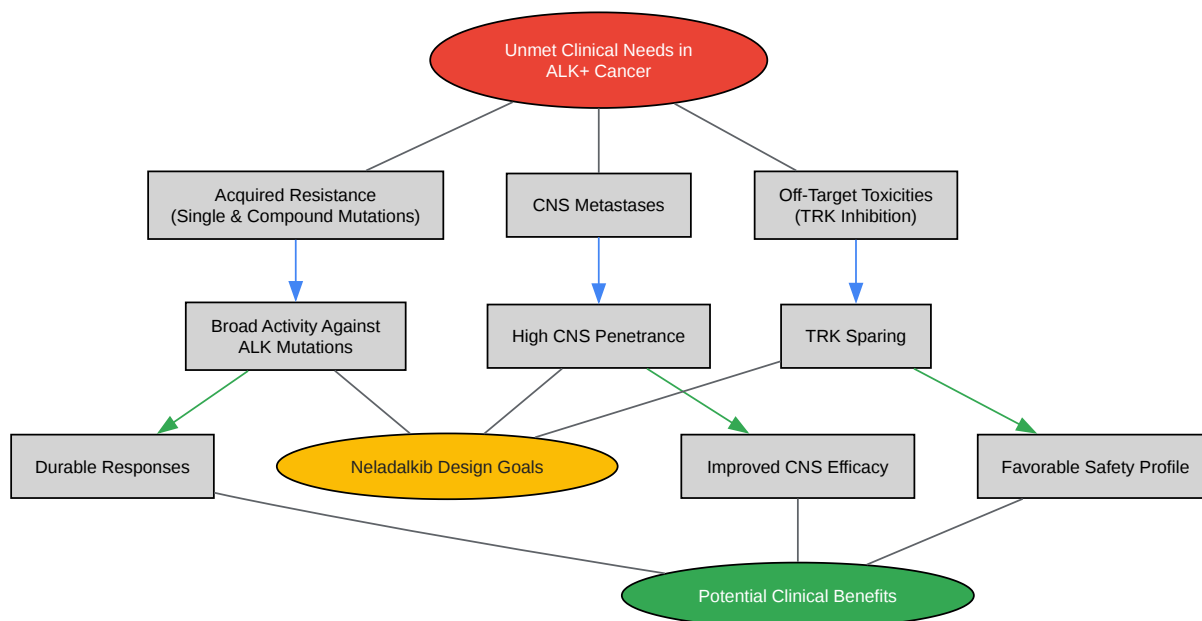 Unmet Clinical Needs in
ALK+ Cancer
Acquired Resistance
(Single & Compound Mutations)
CNS Metastases
Off-Target Toxicities
(TRK Inhibition)
Broad Activity Against
ALK Mutations
High CNS Penetrance
TRK Sparing
Durable Responses
Neladalkib Design Goals
Improved CNS Efficacy
Favorable Safety Profile
Potential Clinical Benefits